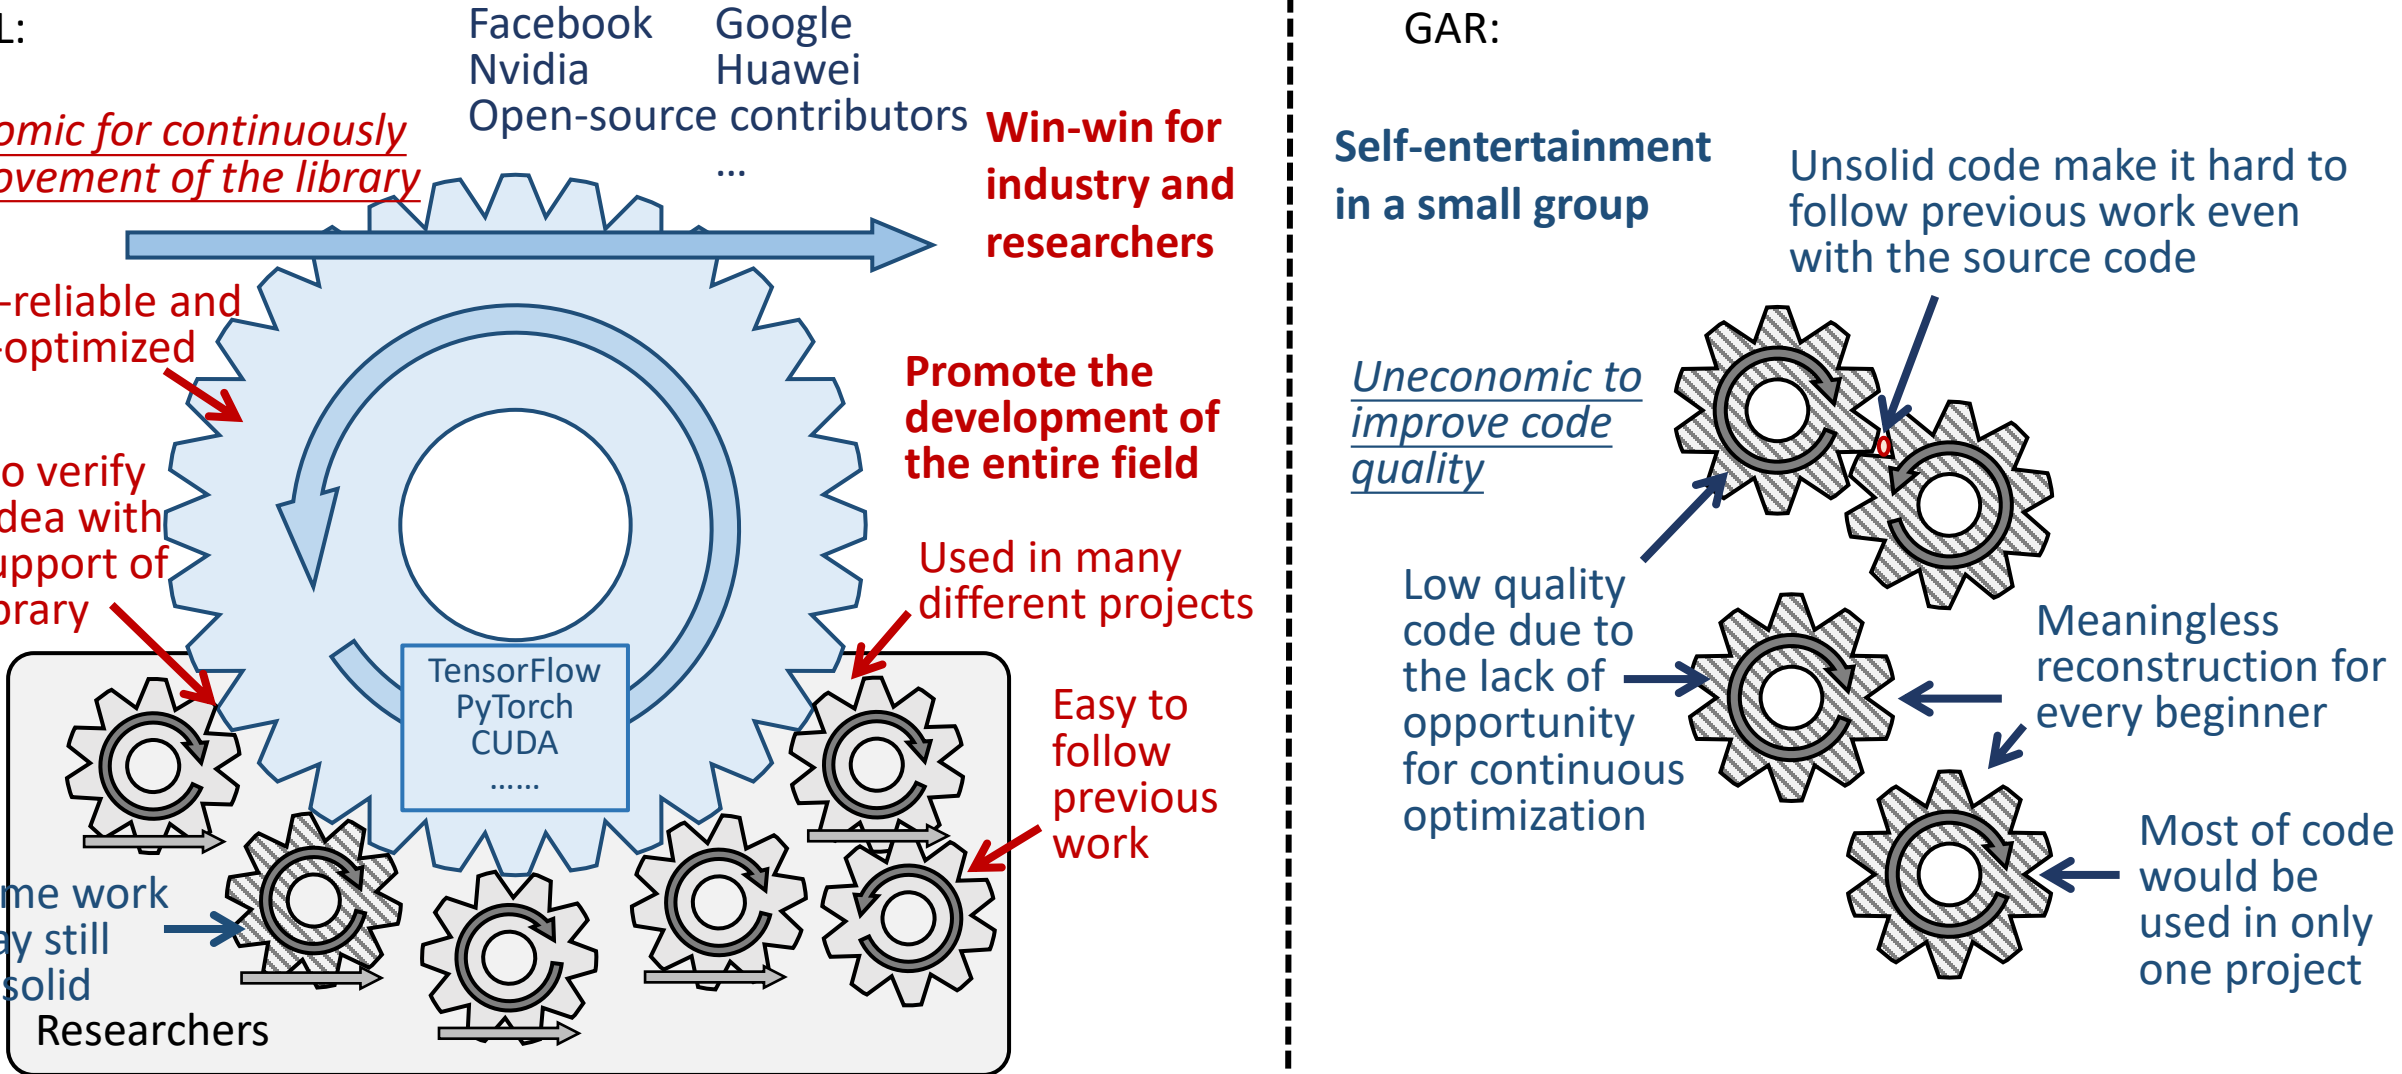 L:
Facebook Google
Nvidia Huawei
Open-source contributors
...
omic for continuously
ovement of the library
Win-win for
industry and
researchers
-reliable and
-optimized
Promote the
development of
the entire field
o verify
dea with
upport of
brary
Used in many
different projects
TensorFlow
PyTorch
CUDA
......
Easy to
follow
previous
work
me work
ay still
solid
Researchers
GAR:
Self-entertainment
in a small group
Unsolid code make it hard to
follow previous work even
with the source code
Uneconomic to
improve code
quality
Low quality
code due to
the lack of
opportunity
for continuous
optimization
Meaningless
reconstruction for
every beginner
Most of code
would be
used in only
one project